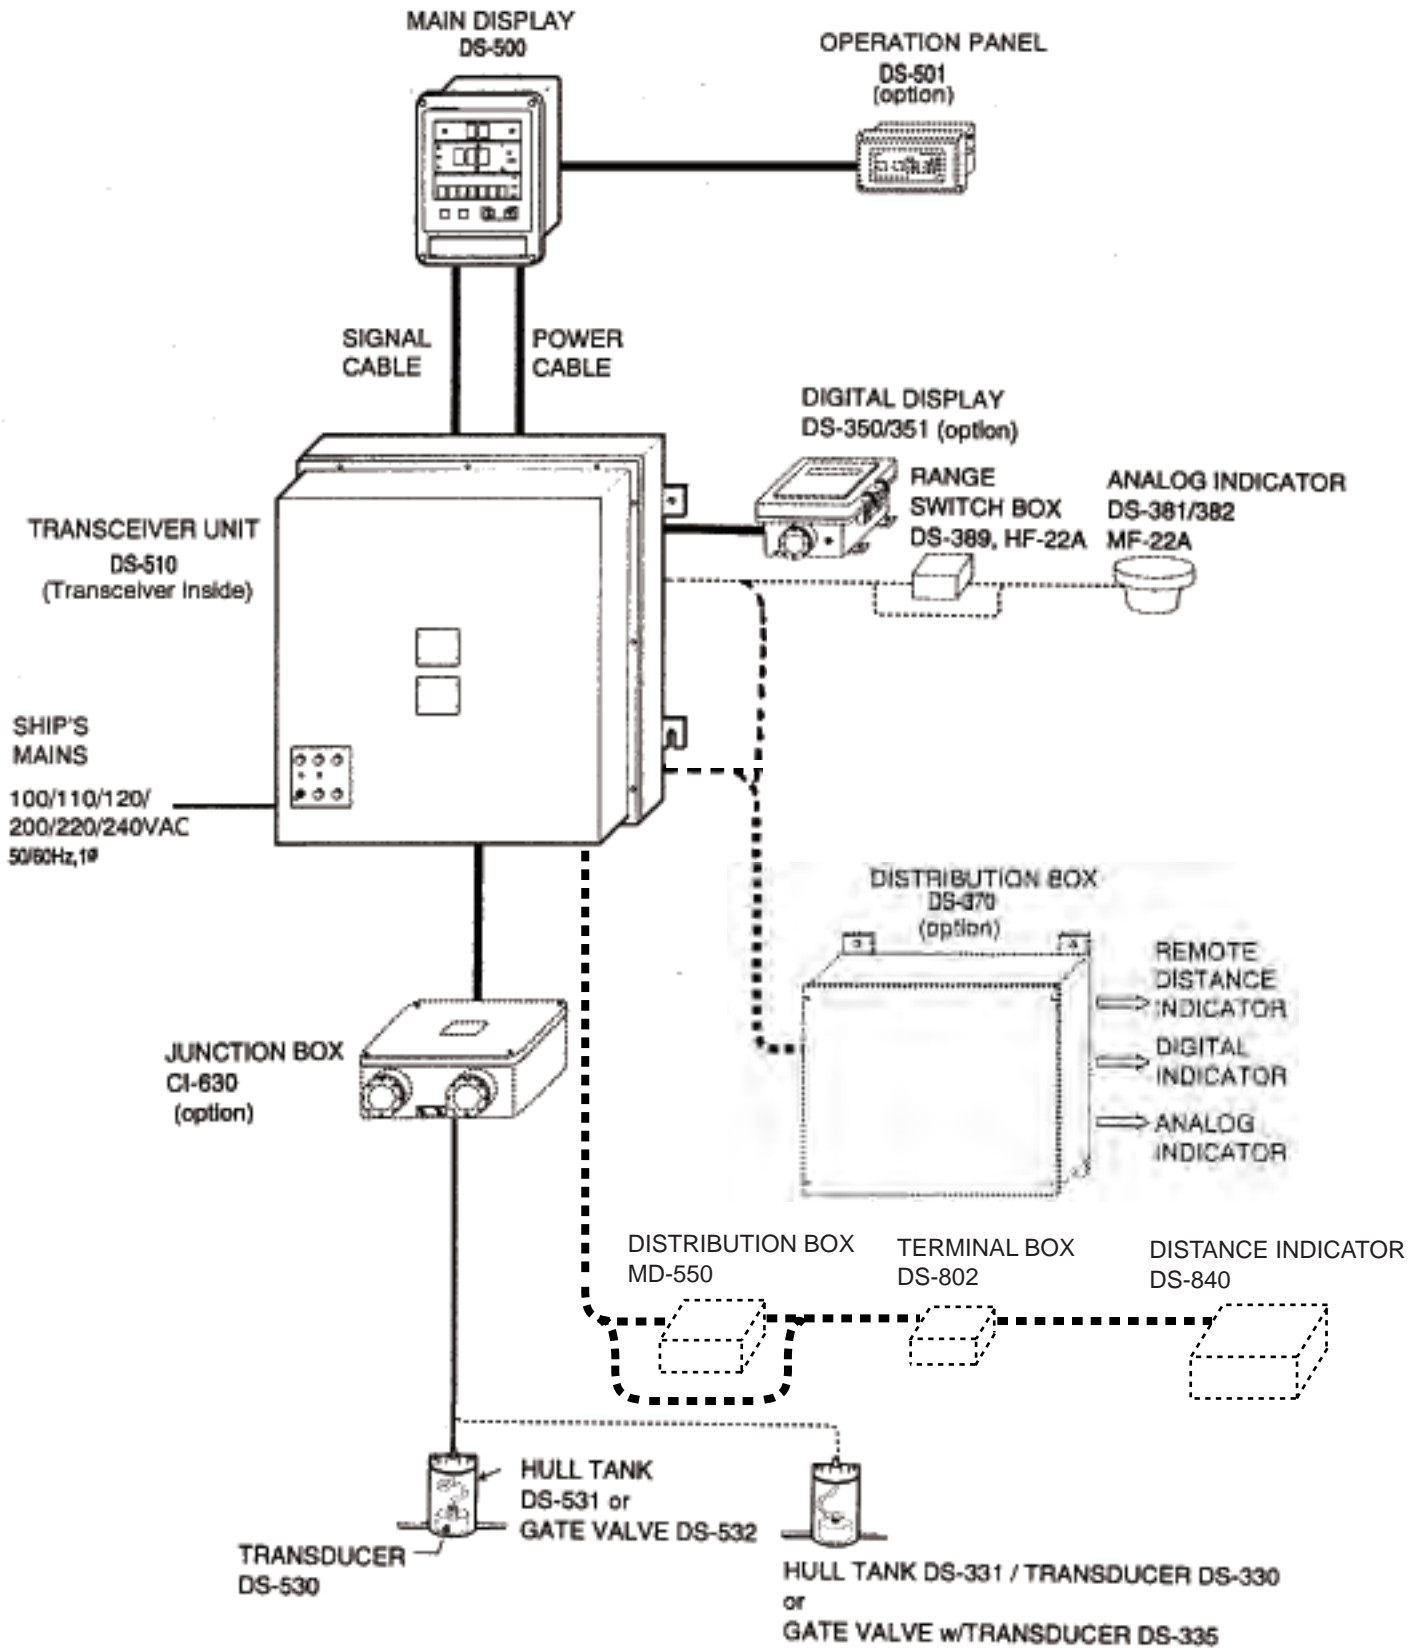 MAIN DISPLAY
DS-500
OPERATION PANEL
DS-501
(option)
SIGNAL
CABLE
POWER
CABLE
DIGITAL DISPLAY
DS-350/351 (option)
RANGE
SWITCH BOX
DS-389, HF-22A
ANALOG INDICATOR
DS-381/382
MF-22A
TRANSCEIVER UNIT
DS-510
(Transceiver Inside)
SHIP'S
MAINS
100/110/120/
200/220/240VAC
50/60Hz,1ø
DISTRIBUTION BOX
DS-370
(option)
REMOTE
DISTANCE
INDICATOR
DIGITAL
INDICATOR
ANALOG
INDICATOR
JUNCTION BOX
CI-630
(option)
DISTRIBUTION BOX
MD-550
TERMINAL BOX
DS-802
DISTANCE INDICATOR
DS-840
HULL TANK
DS-531 or
GATE VALVE DS-532
TRANSDUCER
DS-530
HULL TANK DS-331 / TRANSDUCER DS-330
or
GATE VALVE w/TRANSDUCER DS-335